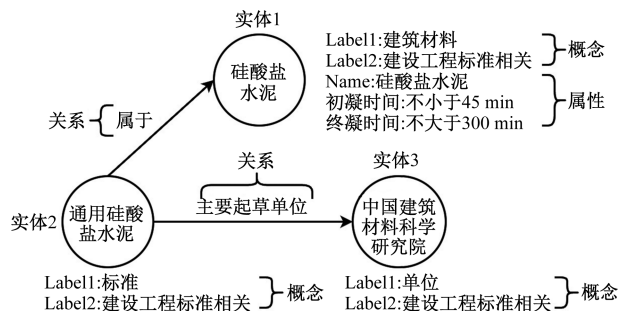 实体1
硅酸盐
水泥
Label1:建筑材料
Label2:建设工程标准相关
概念
Name:硅酸盐水泥
初凝时间:不小于45 min
终凝时间:不大于300 min
属性
关系
属于
关系
主要起草单位
实体3
实体2
通用硅酸
盐水泥
中国建筑
材料科学
研究院
Label1:标准
Label2:建设工程标准相关
概念
Label1:单位
Label2:建设工程标准相关
概念